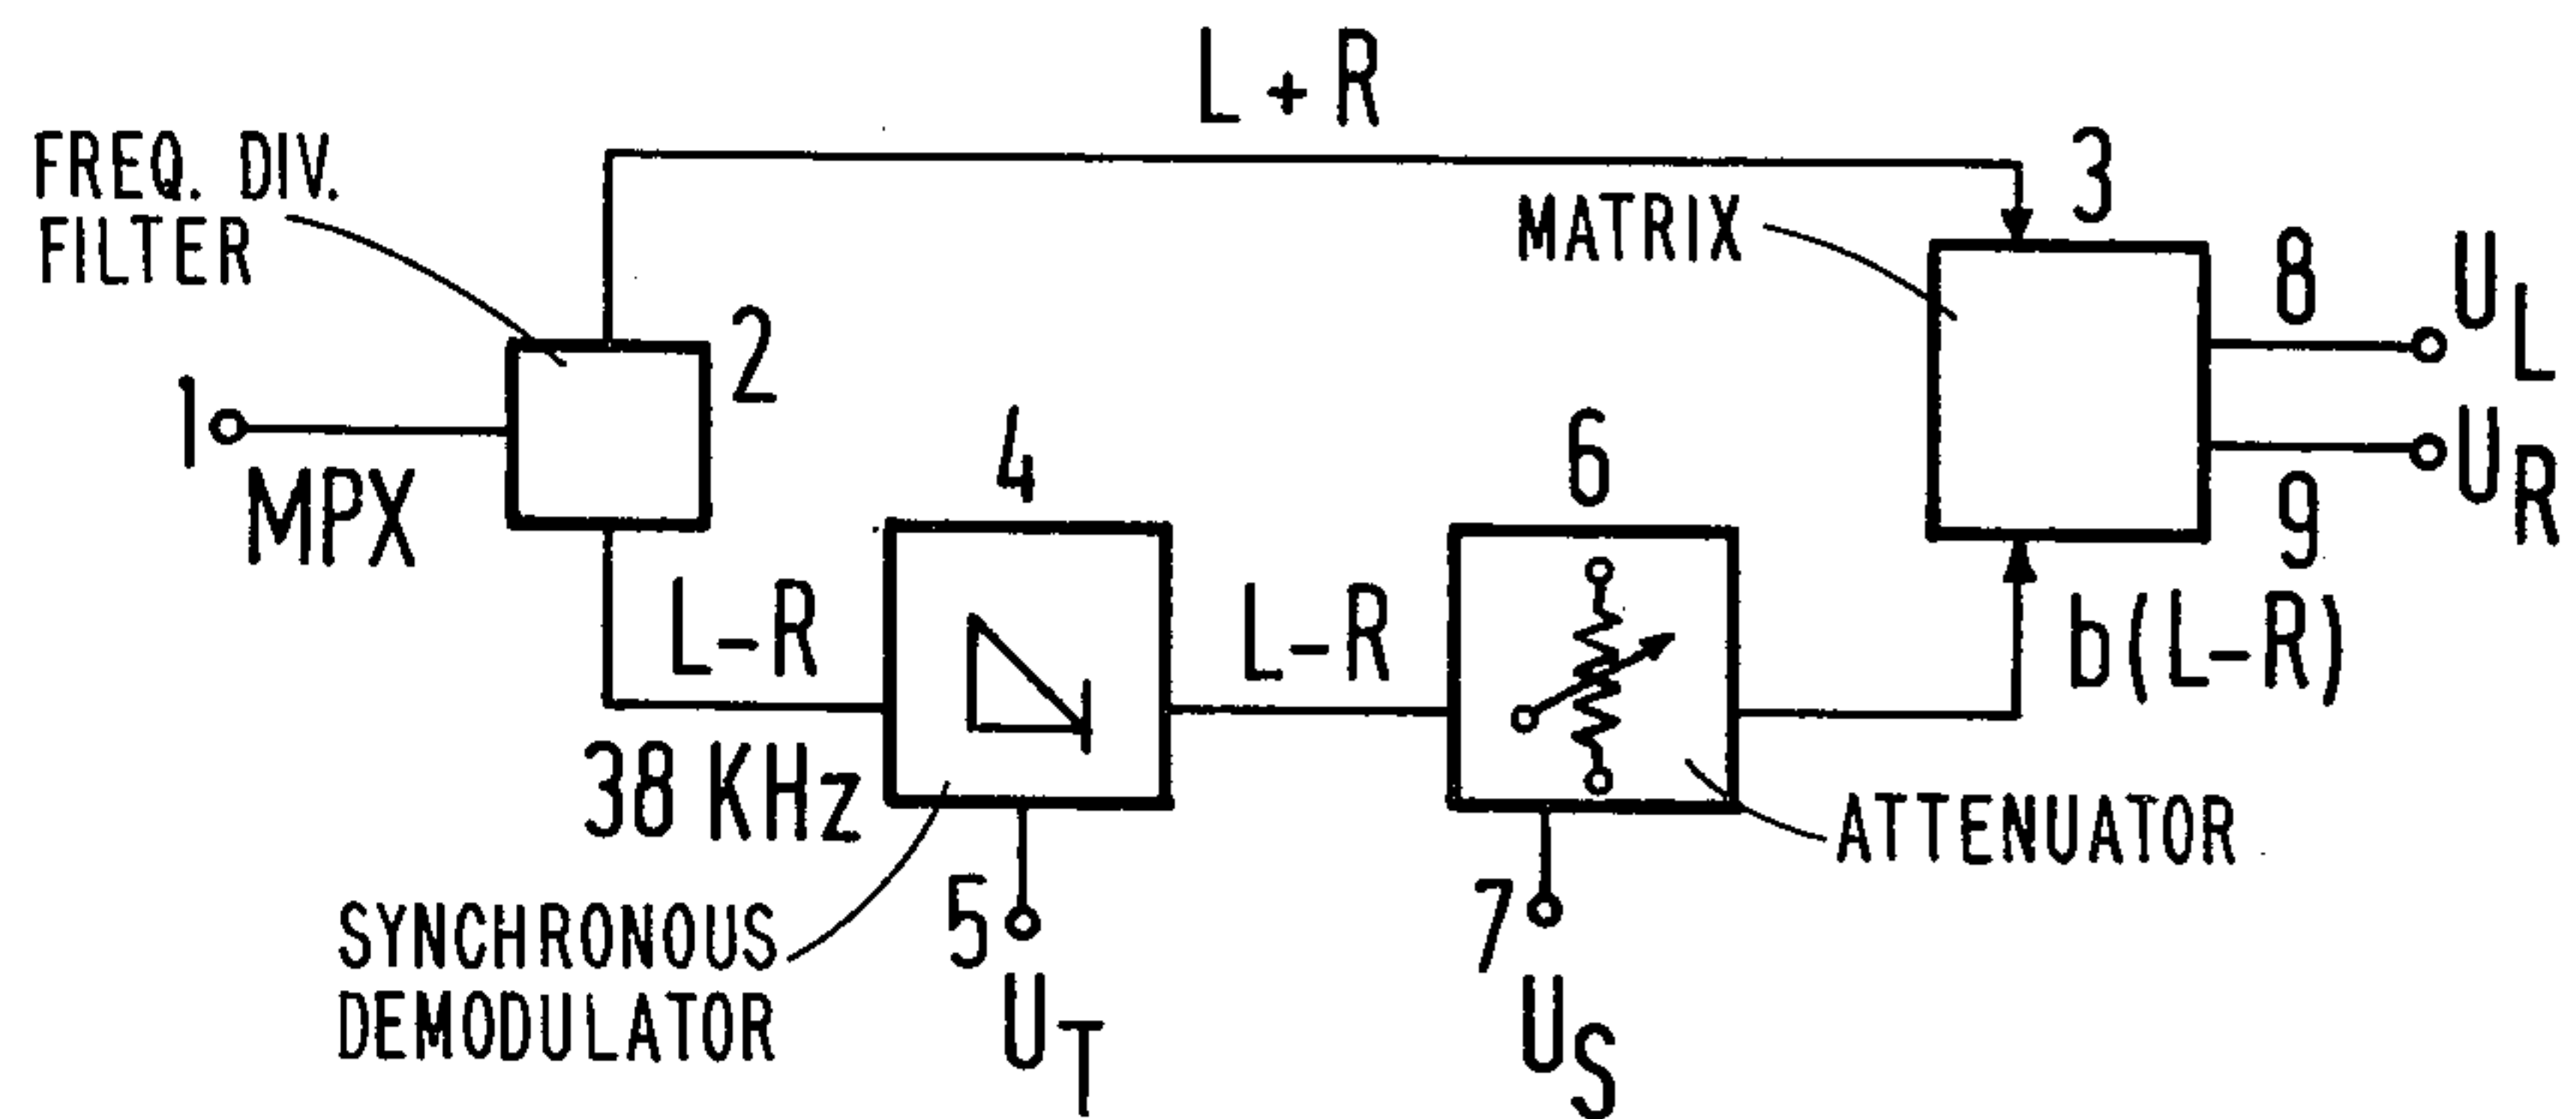 L + R
FREQ. DIV.
FILTER
MATRIX
3
8
U_L
2
1
MPX
4
6
U_R
9
L-R
38 KHz
L-R
b(L-R)
ATTENUATOR
SYNCHRONOUS
DEMODULATOR
5
U_T
7
U_S